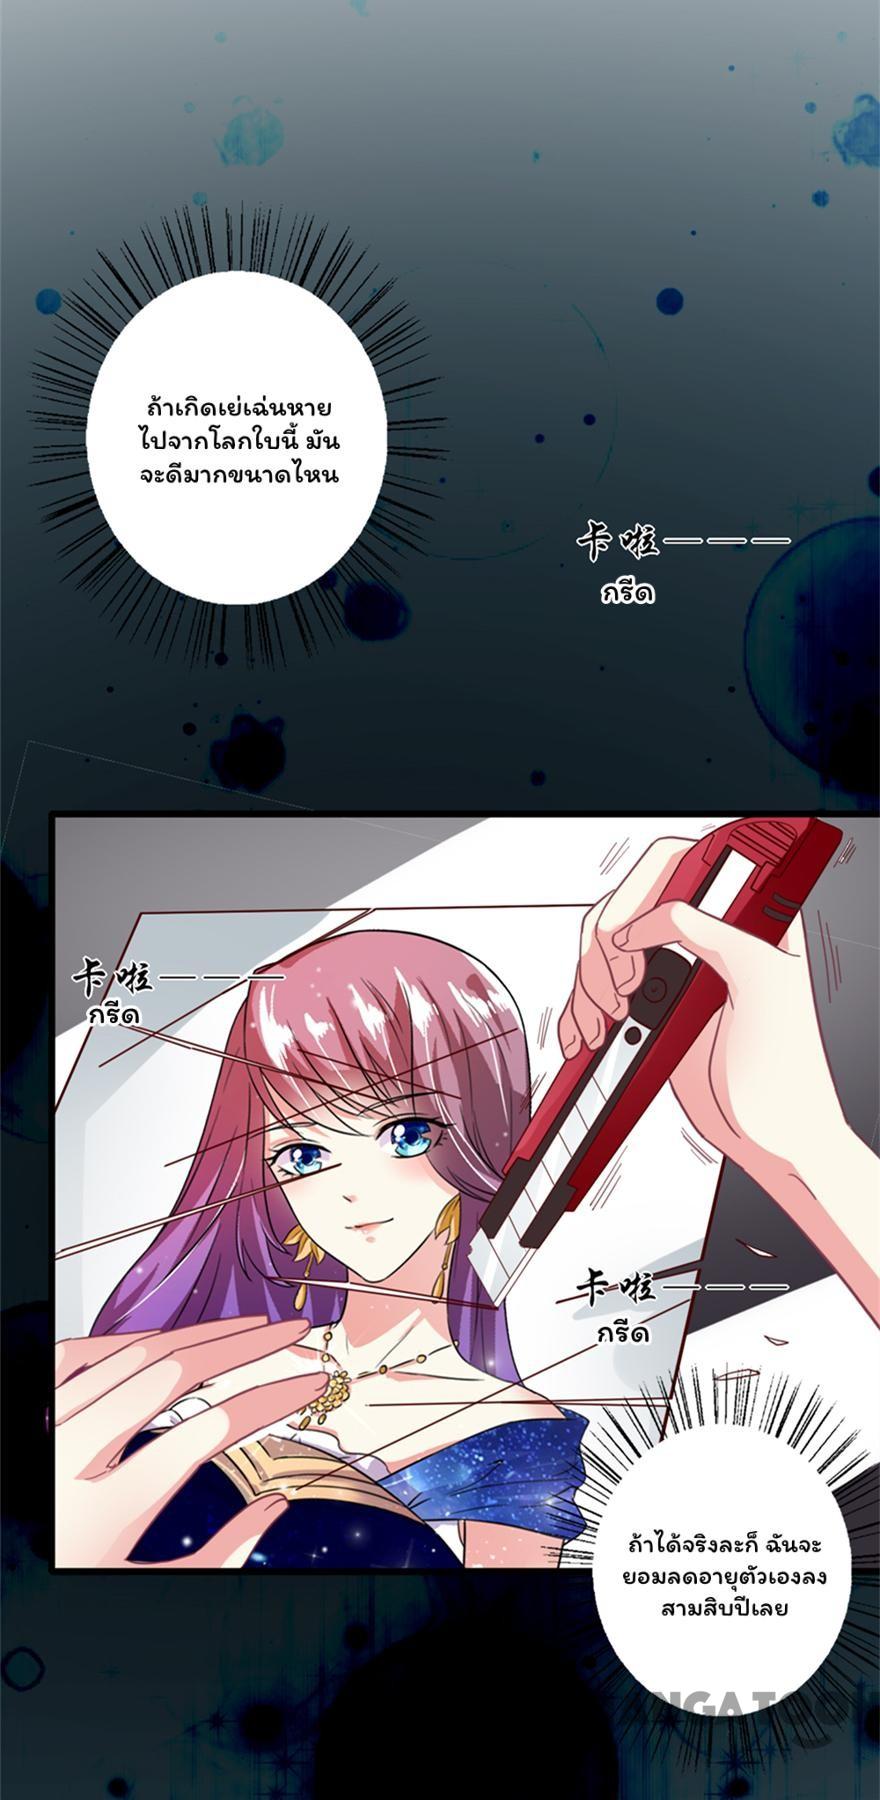 ถ้าเกิดเย่เฉ่นหาย
ไปจากโลกใบนี้ มัน
จะดีมากขนาดไหน
卡啦———
กรีด
卡啦———
กรีด
卡啦———
กรีด
ถ้าได้จริงละก็ ฉันจะ
ยอมลดอายุตัวเองลง
สามสิบปีเลย
MANGATOON